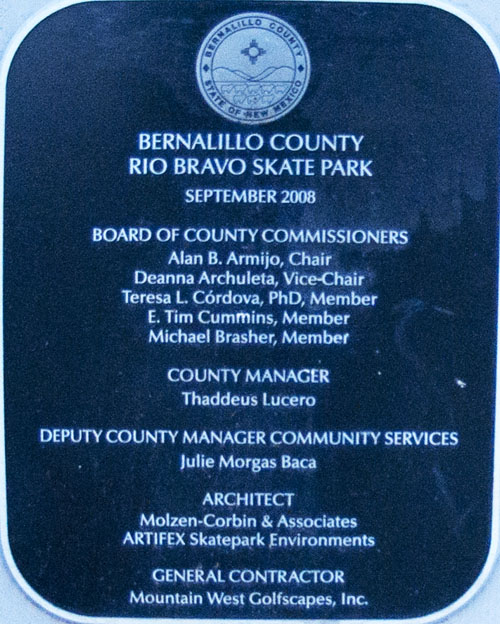 BERNALILLO COUNTY
STATE OF NEW MEXICO
BERNALILLO COUNTY
RIO BRAVO SKATE PARK
SEPTEMBER 2008
BOARD OF COUNTY COMMISSIONERS
Alan B. Armijo, Chair
Deanna Archuleta, Vice-Chair
Teresa L. Córdova, PhD, Member
E. Tim Cummins, Member
Michael Brasher, Member
COUNTY MANAGER
Thaddeus Lucero
DEPUTY COUNTY MANAGER COMMUNITY SERVICES
Julie Morgas Baca
ARCHITECT
Molzen-Corbin & Associates
ARTIFEX Skatepark Environments
GENERAL CONTRACTOR
Mountain West Golfscapes, Inc.